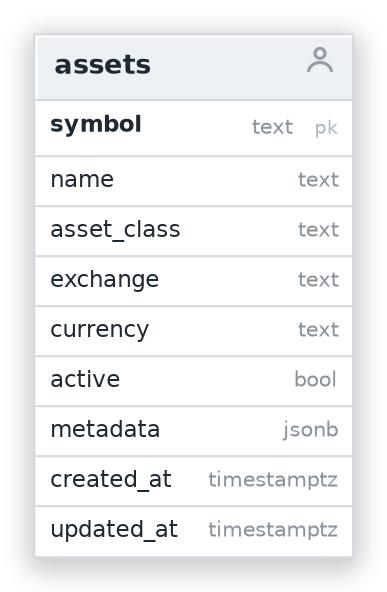 assets
symbol text pk
name text
asset_class text
exchange text
currency text
active bool
metadata jsonb
created_at timestamptz
updated_at timestamptz